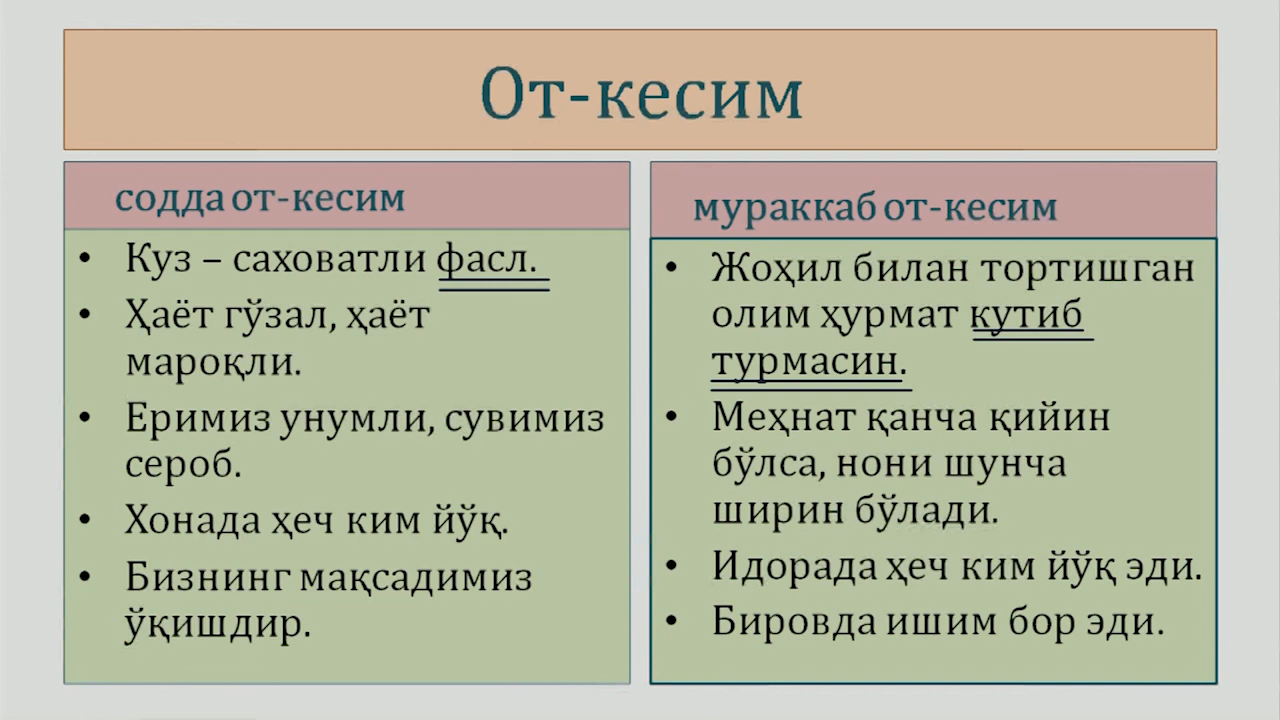 От-кесим
содда от-кесим
• Куз – саховатли фасл.
• Ҳаёт гўзал, ҳаёт
мароқли.
• Еримиз унумли, сувимиз
сероб.
• Хонада ҳеч ким йўқ.
• Бизнинг мақсадимиз
ўқишдир.
мураккаб от-кесим
• Жоҳил билан тортишган
олим ҳурмат кутиб
турмасин.
• Меҳнат қанча қийин
бўлса, нони шунча
ширин бўлади.
• Идорада ҳеч ким йўқ эди.
• Бировда ишим бор эди.